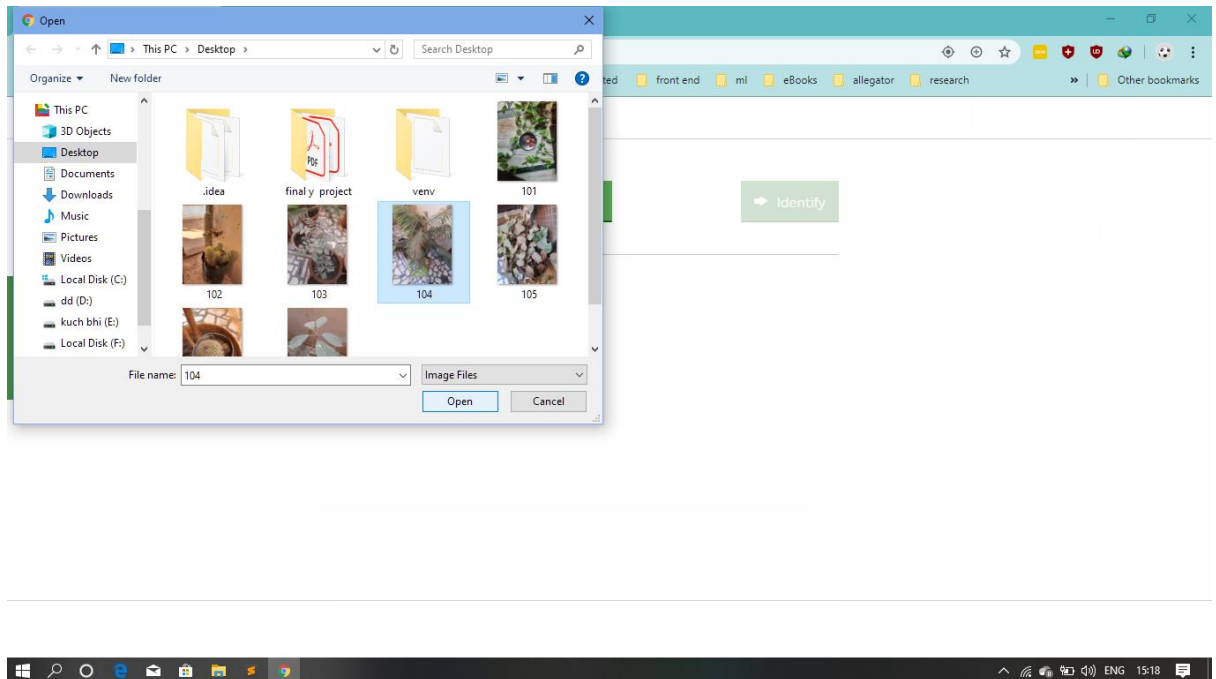 Open
This PC > Desktop >
Search Desktop
Organize
New folder
ted
front end
ml
eBooks
allegator
research
»
Other bookmarks
This PC
3D Objects
Desktop
Documents
Downloads
Music
Pictures
Videos
Local Disk (C:)
dd (D:)
kuch bhi (E:)
Local Disk (F:)
PDF
.idea
final y project
venv
101
102
103
104
105
Identify
File name: 104
Image Files
Open
Cancel
ENG 15:18